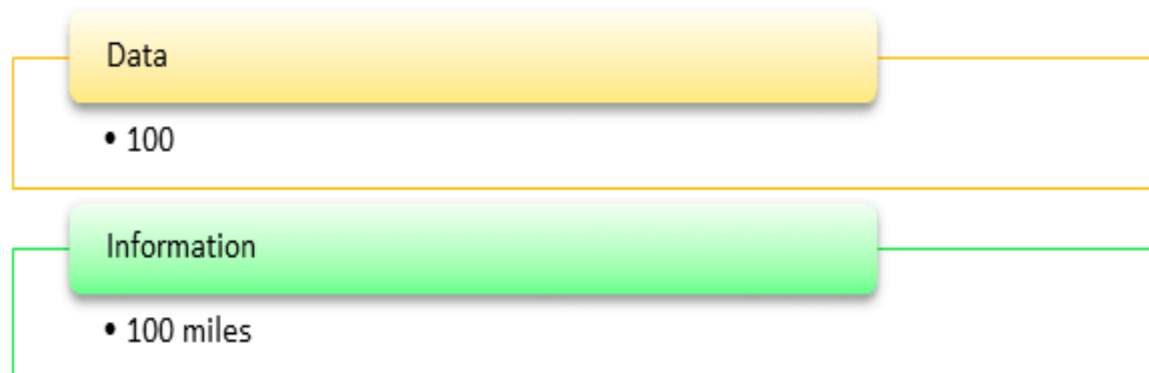 Data
• 100
Information
• 100 miles